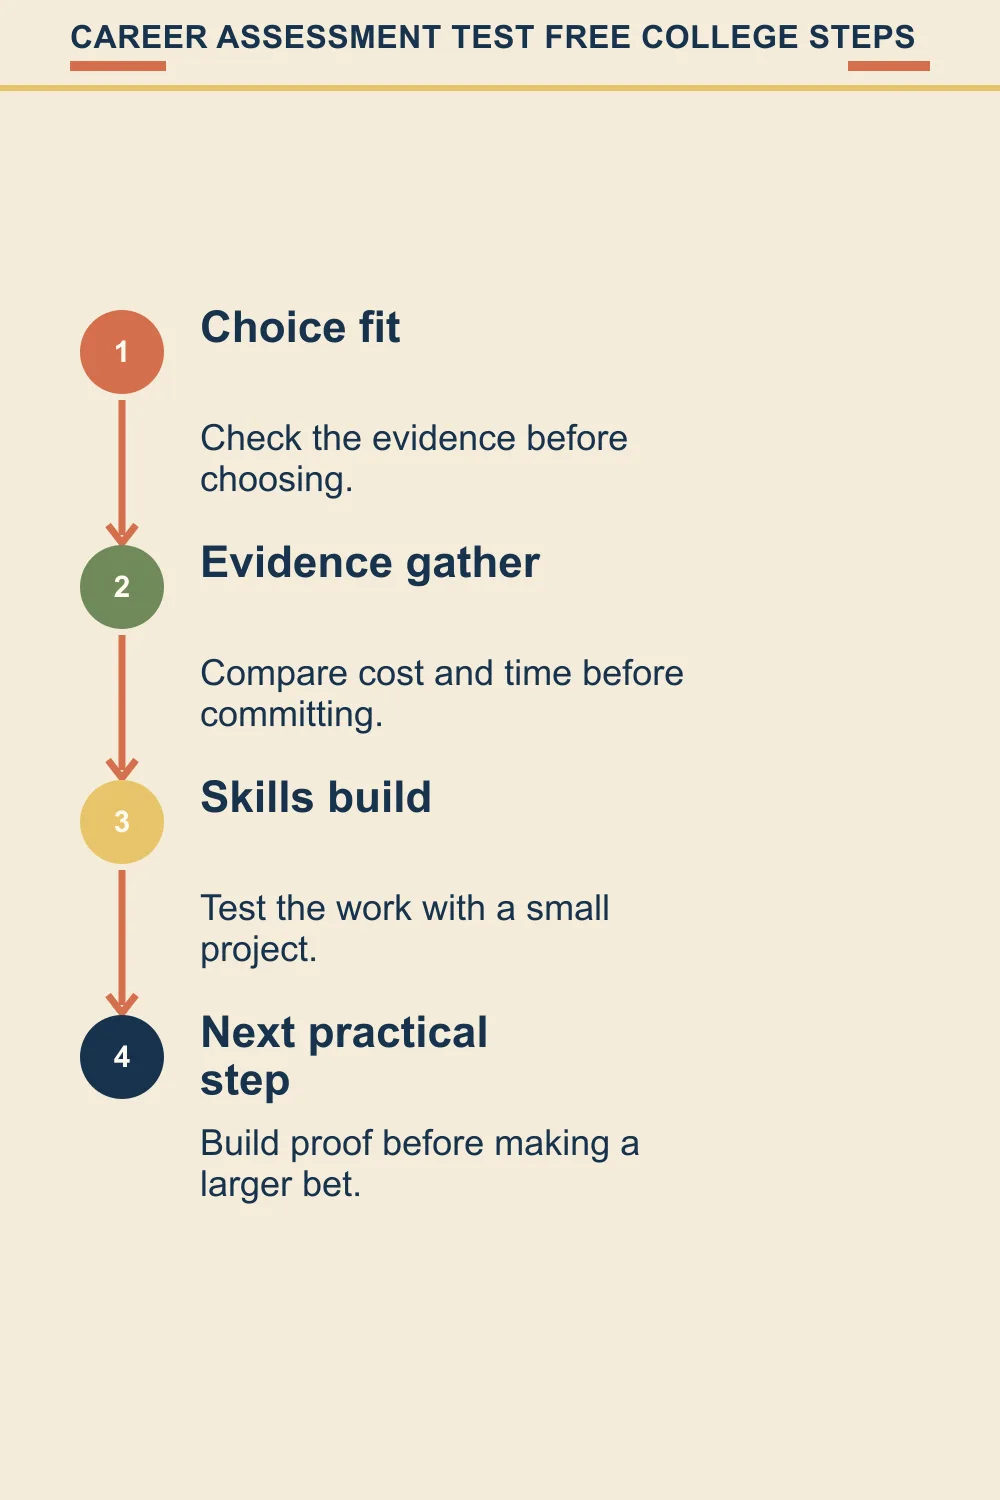 CAREER ASSESSMENT TEST FREE COLLEGE STEPS
1
Choice fit
Check the evidence before
choosing.
2
Evidence gather
Compare cost and time before
committing.
3
Skills build
Test the work with a small
project.
4
Next practical
step
Build proof before making a
larger bet.